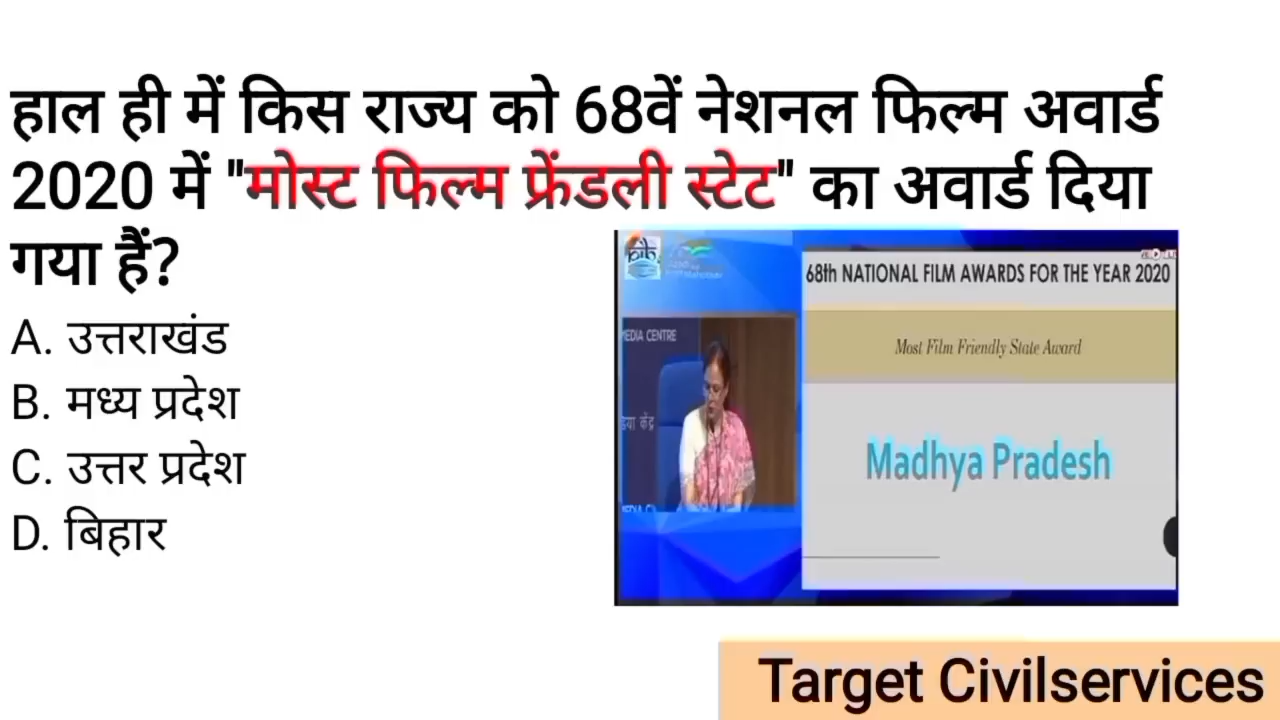 हाल ही में किस राज्य को 68वें नेशनल फिल्म अवार्ड
2020 में "मोस्ट फिल्म फ्रेंडली स्टेट" का अवार्ड दिया
गया हैं?
A. उत्तराखंड
B. मध्य प्रदेश
C. उत्तर प्रदेश
D. बिहार
pib
68th NATIONAL FILM AWARDS FOR THE YEAR 2020
MEDIA CENTRE
Most Film Friendly State Award
Madhya Pradesh
Target Civilservices